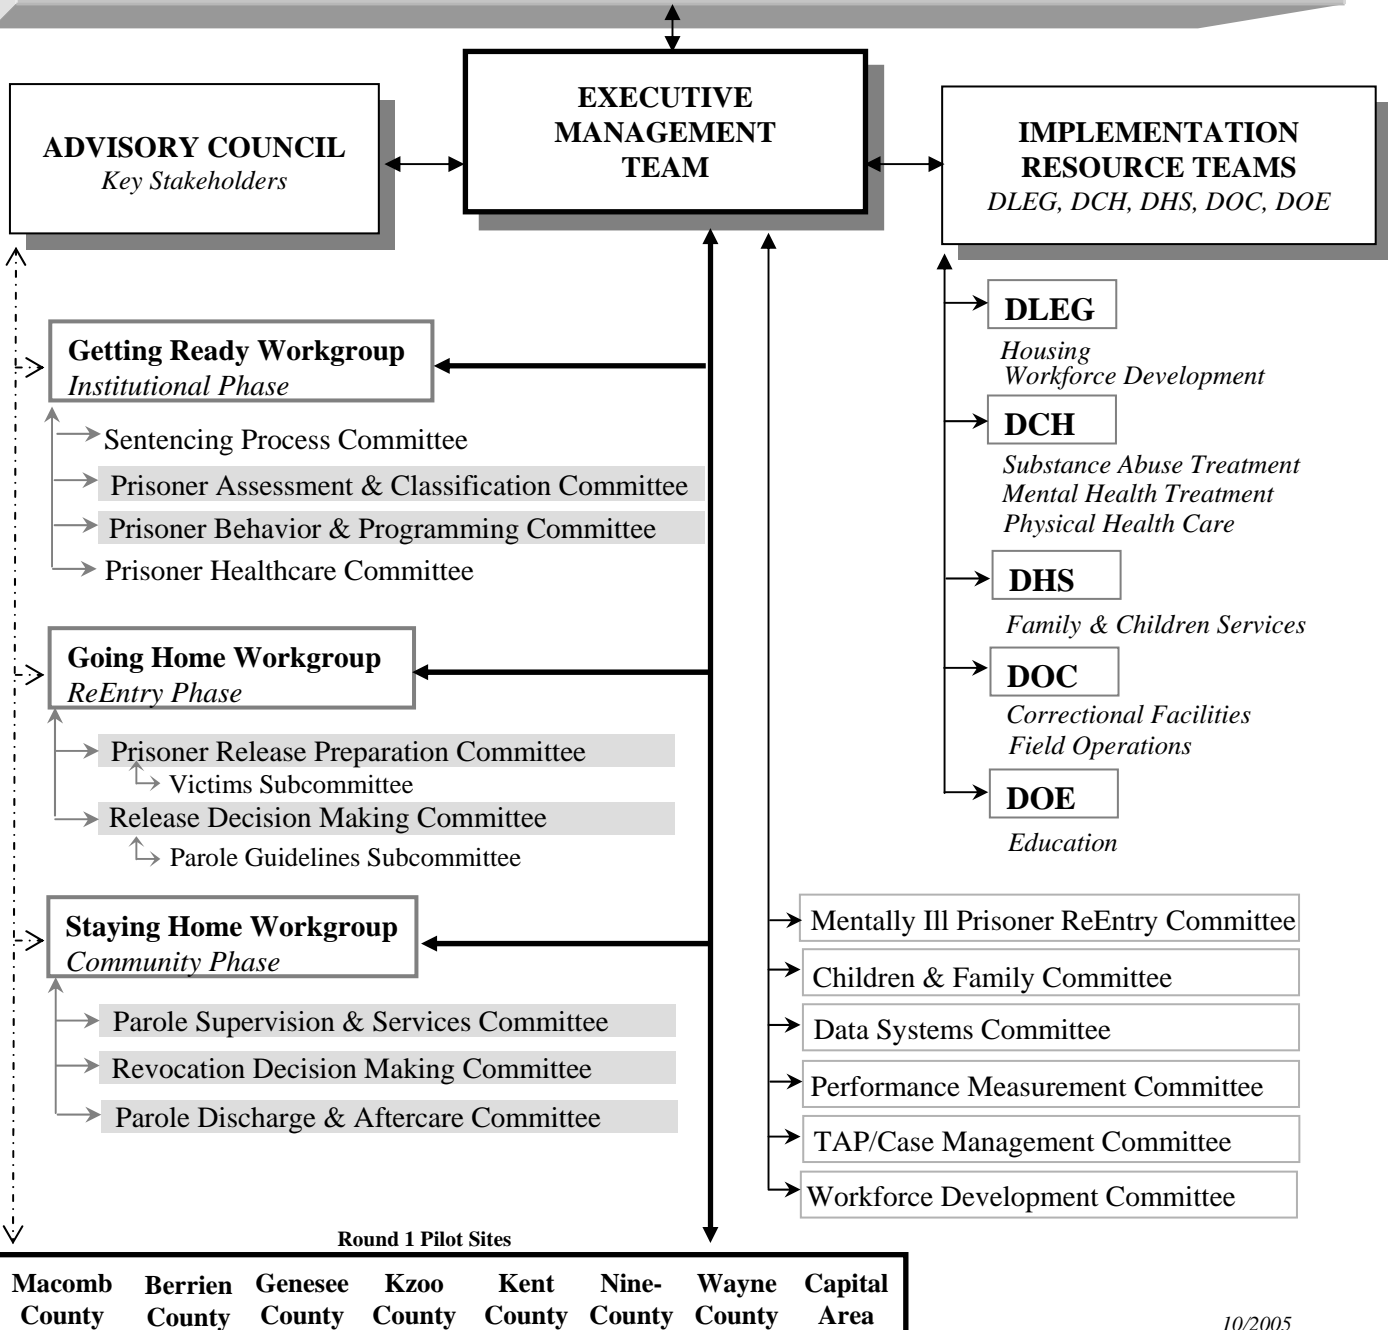 EXECUTIVE
MANAGEMENT
TEAM
ADVISORY COUNCIL
Key Stakeholders
IMPLEMENTATION
RESOURCE TEAMS
DLEG, DCH, DHS, DOC, DOE
Getting Ready Workgroup
Institutional Phase
Sentencing Process Committee
Prisoner Assessment & Classification Committee
Prisoner Behavior & Programming Committee
Prisoner Healthcare Committee
Going Home Workgroup
ReEntry Phase
Prisoner Release Preparation Committee
Victims Subcommittee
Release Decision Making Committee
Parole Guidelines Subcommittee
Staying Home Workgroup
Community Phase
Parole Supervision & Services Committee
Revocation Decision Making Committee
Parole Discharge & Aftercare Committee
DLEG
Housing
Workforce Development
DCH
Substance Abuse Treatment
Mental Health Treatment
Physical Health Care
DHS
Family & Children Services
DOC
Correctional Facilities
Field Operations
DOE
Education
Mentally Ill Prisoner ReEntry Committee
Children & Family Committee
Data Systems Committee
Performance Measurement Committee
TAP/Case Management Committee
Workforce Development Committee
Round 1 Pilot Sites
Macomb
County
Berrien
County
Genesee
County
Kzoo
County
Kent
County
Nine-
County
Wayne
County
Capital
Area
10/2005